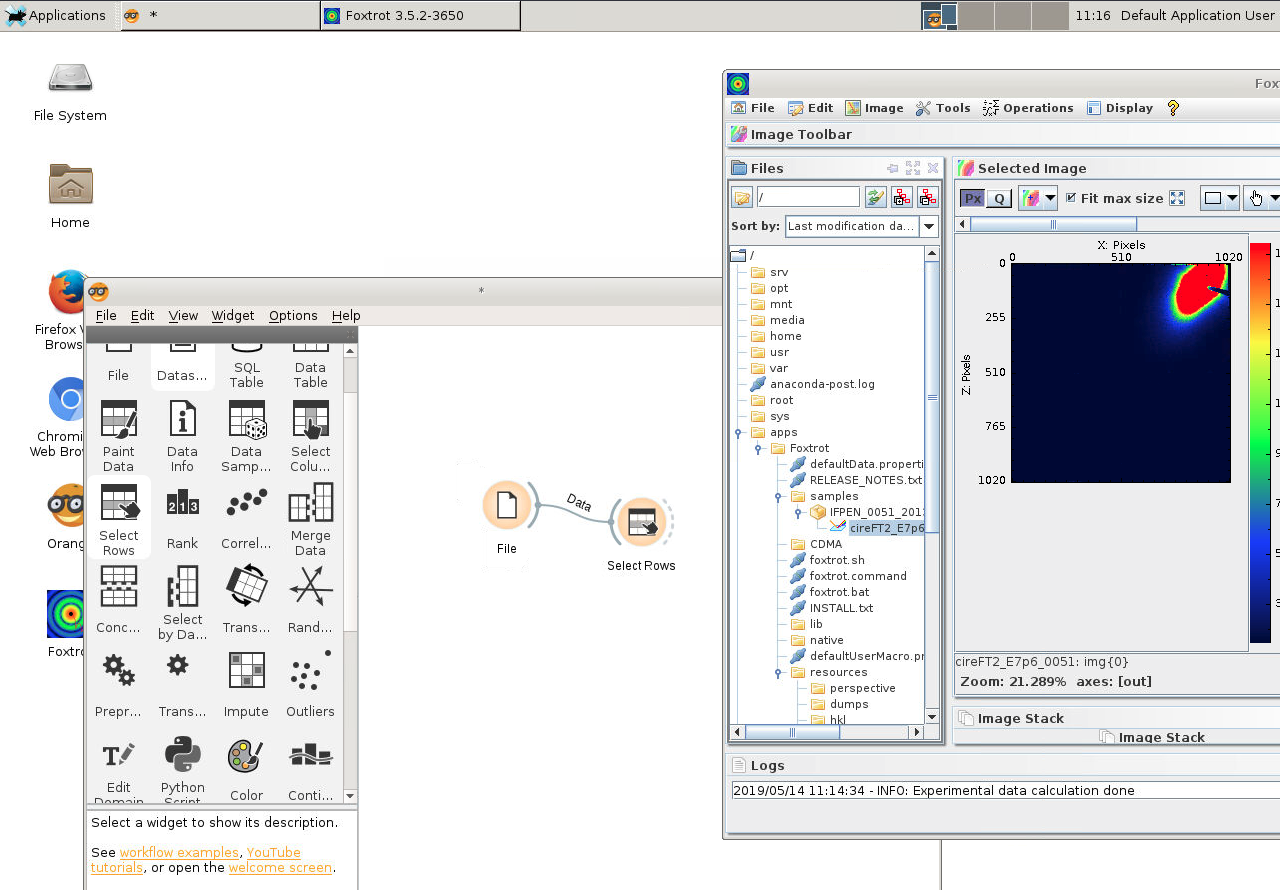 Applications
*
Foxtrot 3.5.2-3650
11:16 Default Application User
File System
Home
Firefox
Brows
Chromi
Web Brow
Orang
Foxtro
*
File Edit View Widget Options Help
File Datas... SQL Table Data Table
Paint Data Data Info Data Samp... Select Colu...
Select Rows Rank Correl... Merge Data
Conc... Select by Da... Trans... Rand...
Prepr... Trans... Impute Outliers
Edit Domain Python Script Color Conti...
Select a widget to show its description.
See workflow examples, YouTube
tutorials, or open the welcome screen.
Data
File
Select Rows
File Edit Image Tools Operations Display ?
Image Toolbar
Files
/
Sort by: Last modification da...
/
srv
opt
mnt
media
home
usr
var
anaconda-post.log
root
sys
apps
Foxtrot
defaultData.properti
RELEASE_NOTES.txt
samples
IFPEN_0051_201
cireFT2_E7p6
CDMA
foxtrot.sh
foxtrot.command
foxtrot.bat
INSTALL.txt
lib
native
defaultUserMacro.pr
resources
perspective
dumps
hkl
Selected Image
Px Q Fit max size
X: Pixels
0 510 1020
0
255
510
765
1020
Z: Pixels
cireFT2_E7p6_0051: img{0}
Zoom: 21.289% axes: [out]
Image Stack
Image Stack
Logs
2019/05/14 11:14:34 - INFO: Experimental data calculation done